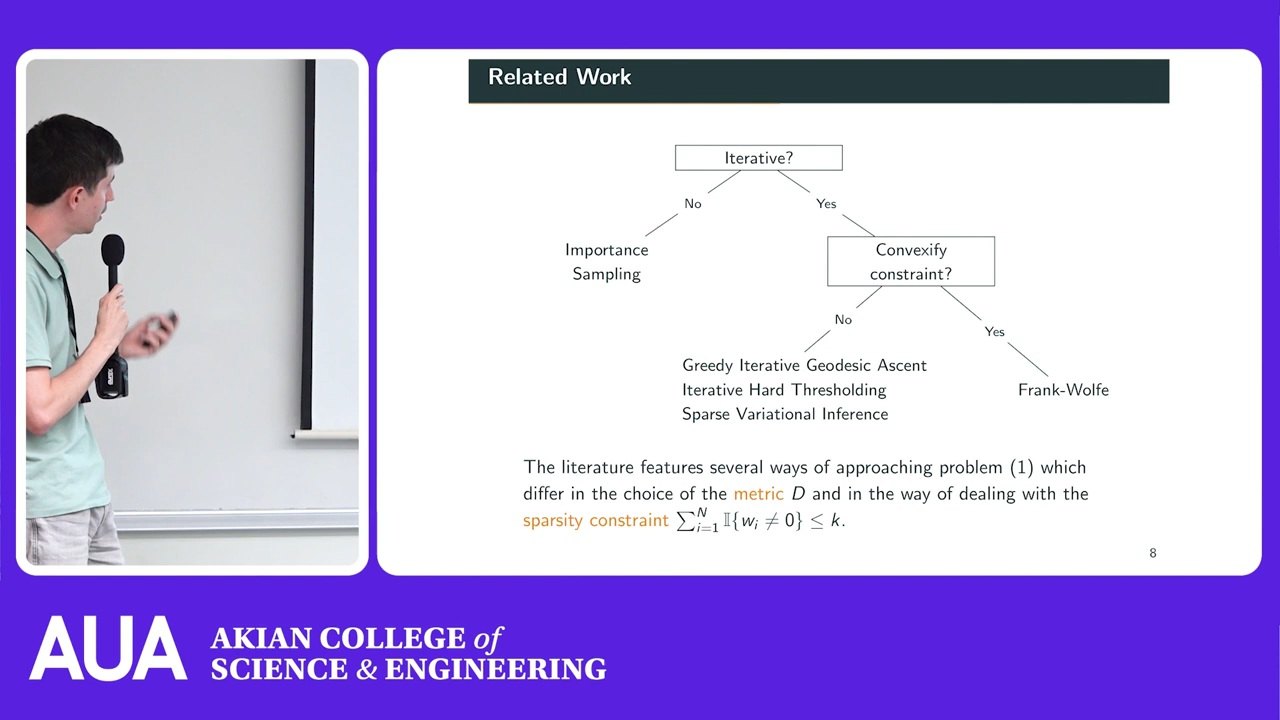 Related Work
Iterative?
No
Yes
Importance
Sampling
Convexify
constraint?
No
Yes
Greedy Iterative Geodesic Ascent
Iterative Hard Thresholding
Sparse Variational Inference
Frank-Wolfe
The literature features several ways of approaching problem (1) which
differ in the choice of the metric D and in the way of dealing with the
sparsity constraint ∑_{i=1}^{N} 𝕀{w_i ≠ 0} ≤ k.
8
AUA
AKIAN COLLEGE of
SCIENCE & ENGINEERING